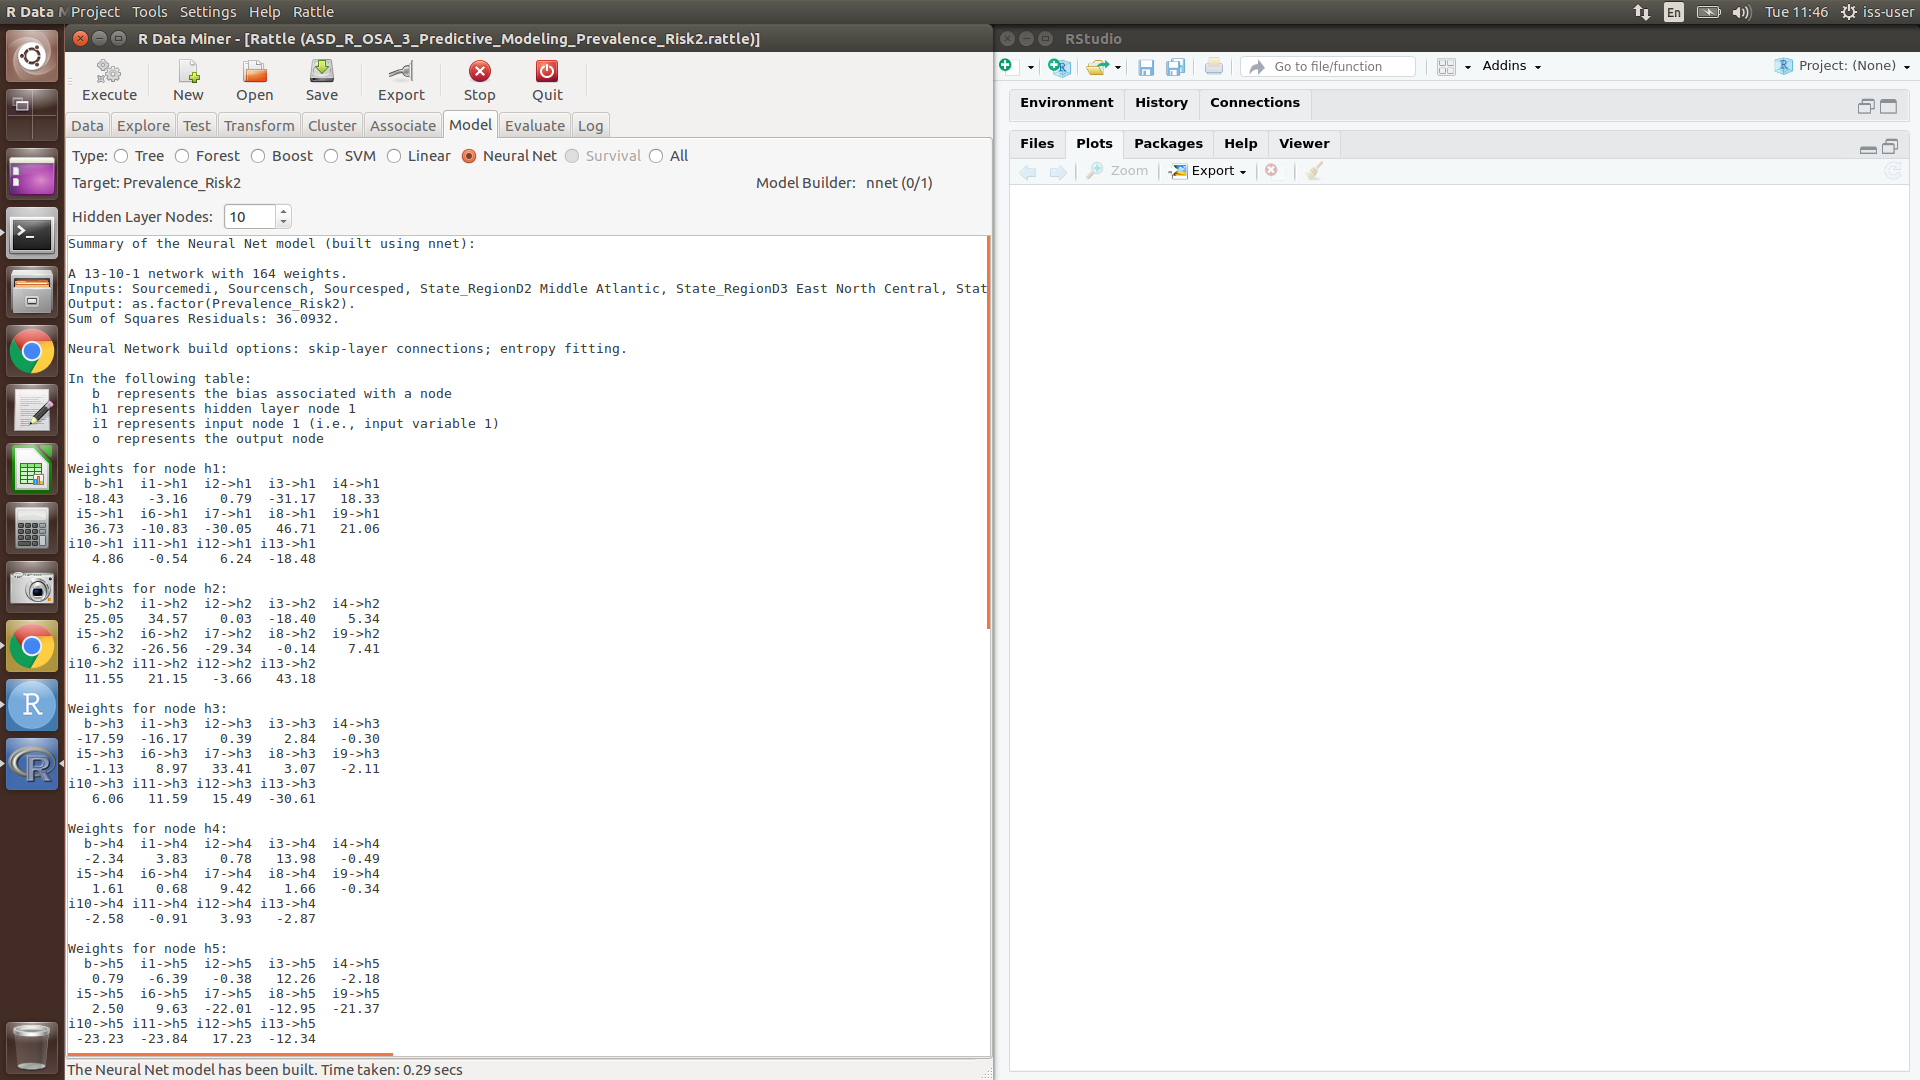 R Data M Project Tools Settings Help Rattle
En Tue 11:46 iss-user
R Data Miner - [Rattle (ASD_R_OSA_3_Predictive_Modeling_Prevalence_Risk2.rattle)]
Execute New Open Save Export Stop Quit
Data Explore Test Transform Cluster Associate Model Evaluate Log
Type: Tree Forest Boost SVM Linear Neural Net Survival All
Target: Prevalence_Risk2 Model Builder: nnet (0/1)
Hidden Layer Nodes: 10
Summary of the Neural Net model (built using nnet):
A 13-10-1 network with 164 weights.
Inputs: Sourcemedi, Sourcensch, Sourcesped, State_RegionD2 Middle Atlantic, State_RegionD3 East North Central, Stat
Output: as.factor(Prevalence_Risk2).
Sum of Squares Residuals: 36.0932.
Neural Network build options: skip-layer connections; entropy fitting.
In the following table:
b represents the bias associated with a node
h1 represents hidden layer node 1
i1 represents input node 1 (i.e., input variable 1)
o represents the output node
Weights for node h1:
b->h1 i1->h1 i2->h1 i3->h1 i4->h1
-18.43 -3.16 0.79 -31.17 18.33
i5->h1 i6->h1 i7->h1 i8->h1 i9->h1
36.73 -10.83 -30.05 46.71 21.06
i10->h1 i11->h1 i12->h1 i13->h1
4.86 -0.54 6.24 -18.48
Weights for node h2:
b->h2 i1->h2 i2->h2 i3->h2 i4->h2
25.05 34.57 0.03 -18.40 5.34
i5->h2 i6->h2 i7->h2 i8->h2 i9->h2
6.32 -26.56 -29.34 -0.14 7.41
i10->h2 i11->h2 i12->h2 i13->h2
11.55 21.15 -3.66 43.18
Weights for node h3:
b->h3 i1->h3 i2->h3 i3->h3 i4->h3
-17.59 -16.17 0.39 2.84 -0.30
i5->h3 i6->h3 i7->h3 i8->h3 i9->h3
-1.13 8.97 33.41 3.07 -2.11
i10->h3 i11->h3 i12->h3 i13->h3
6.06 11.59 15.49 -30.61
Weights for node h4:
b->h4 i1->h4 i2->h4 i3->h4 i4->h4
-2.34 3.83 0.78 13.98 -0.49
i5->h4 i6->h4 i7->h4 i8->h4 i9->h4
1.61 0.68 9.42 1.66 -0.34
i10->h4 i11->h4 i12->h4 i13->h4
-2.58 -0.91 3.93 -2.87
Weights for node h5:
b->h5 i1->h5 i2->h5 i3->h5 i4->h5
0.79 -6.39 -0.38 12.26 -2.18
i5->h5 i6->h5 i7->h5 i8->h5 i9->h5
2.50 9.63 -22.01 -12.95 -21.37
i10->h5 i11->h5 i12->h5 i13->h5
-23.23 -23.84 17.23 -12.34
The Neural Net model has been built. Time taken: 0.29 secs
RStudio
Go to file/function Addins Project: (None)
Environment History Connections
Files Plots Packages Help Viewer
Zoom Export